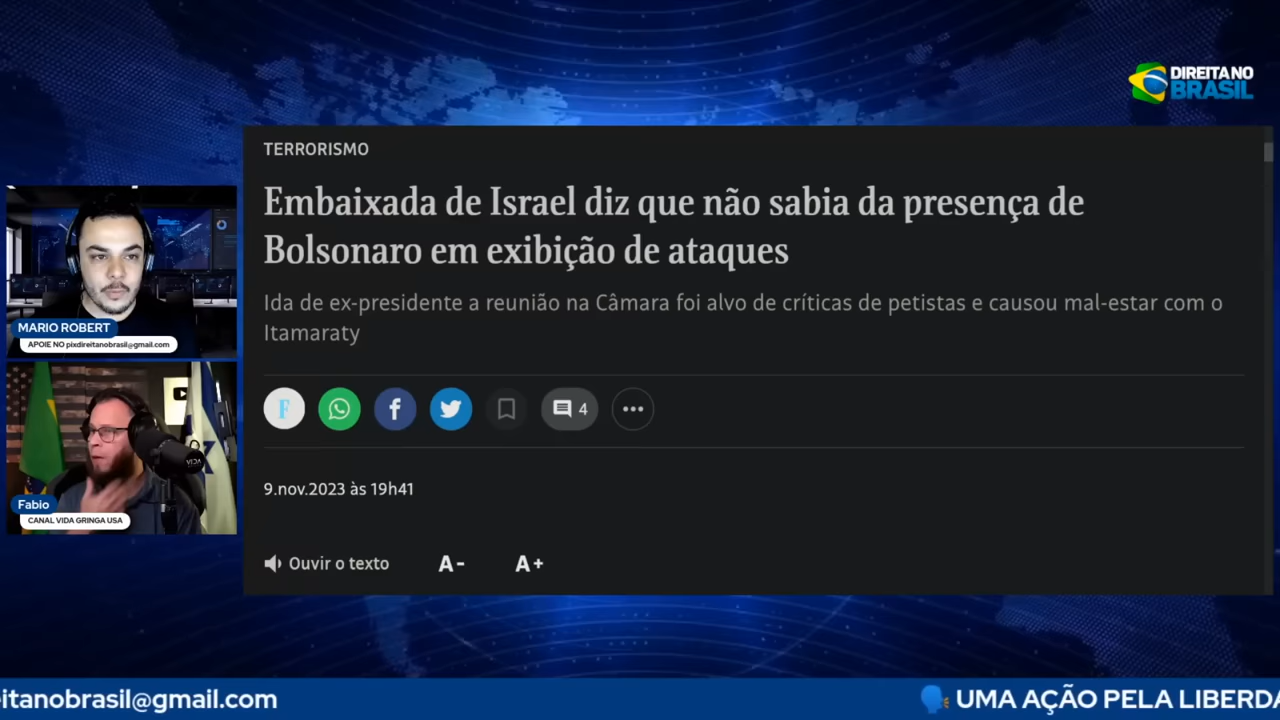 DIREITA NO
BRASIL
TERRORISMO
Embaixada de Israel diz que não sabia da presença de
Bolsonaro em exibição de ataques
Ida de ex-presidente a reunião na Câmara foi alvo de críticas de petistas e causou mal-estar com o
Itamaraty
F
4
9.nov.2023 às 19h41
Ouvir o texto A- A+
MARIO ROBERT
APOIE NO pixdireitanobrasil@gmail.com
VIDA
Fabio
CANAL VIDA GRINGA USA
eitanobrasil@gmail.com
UMA AÇÃO PELA LIBERDA